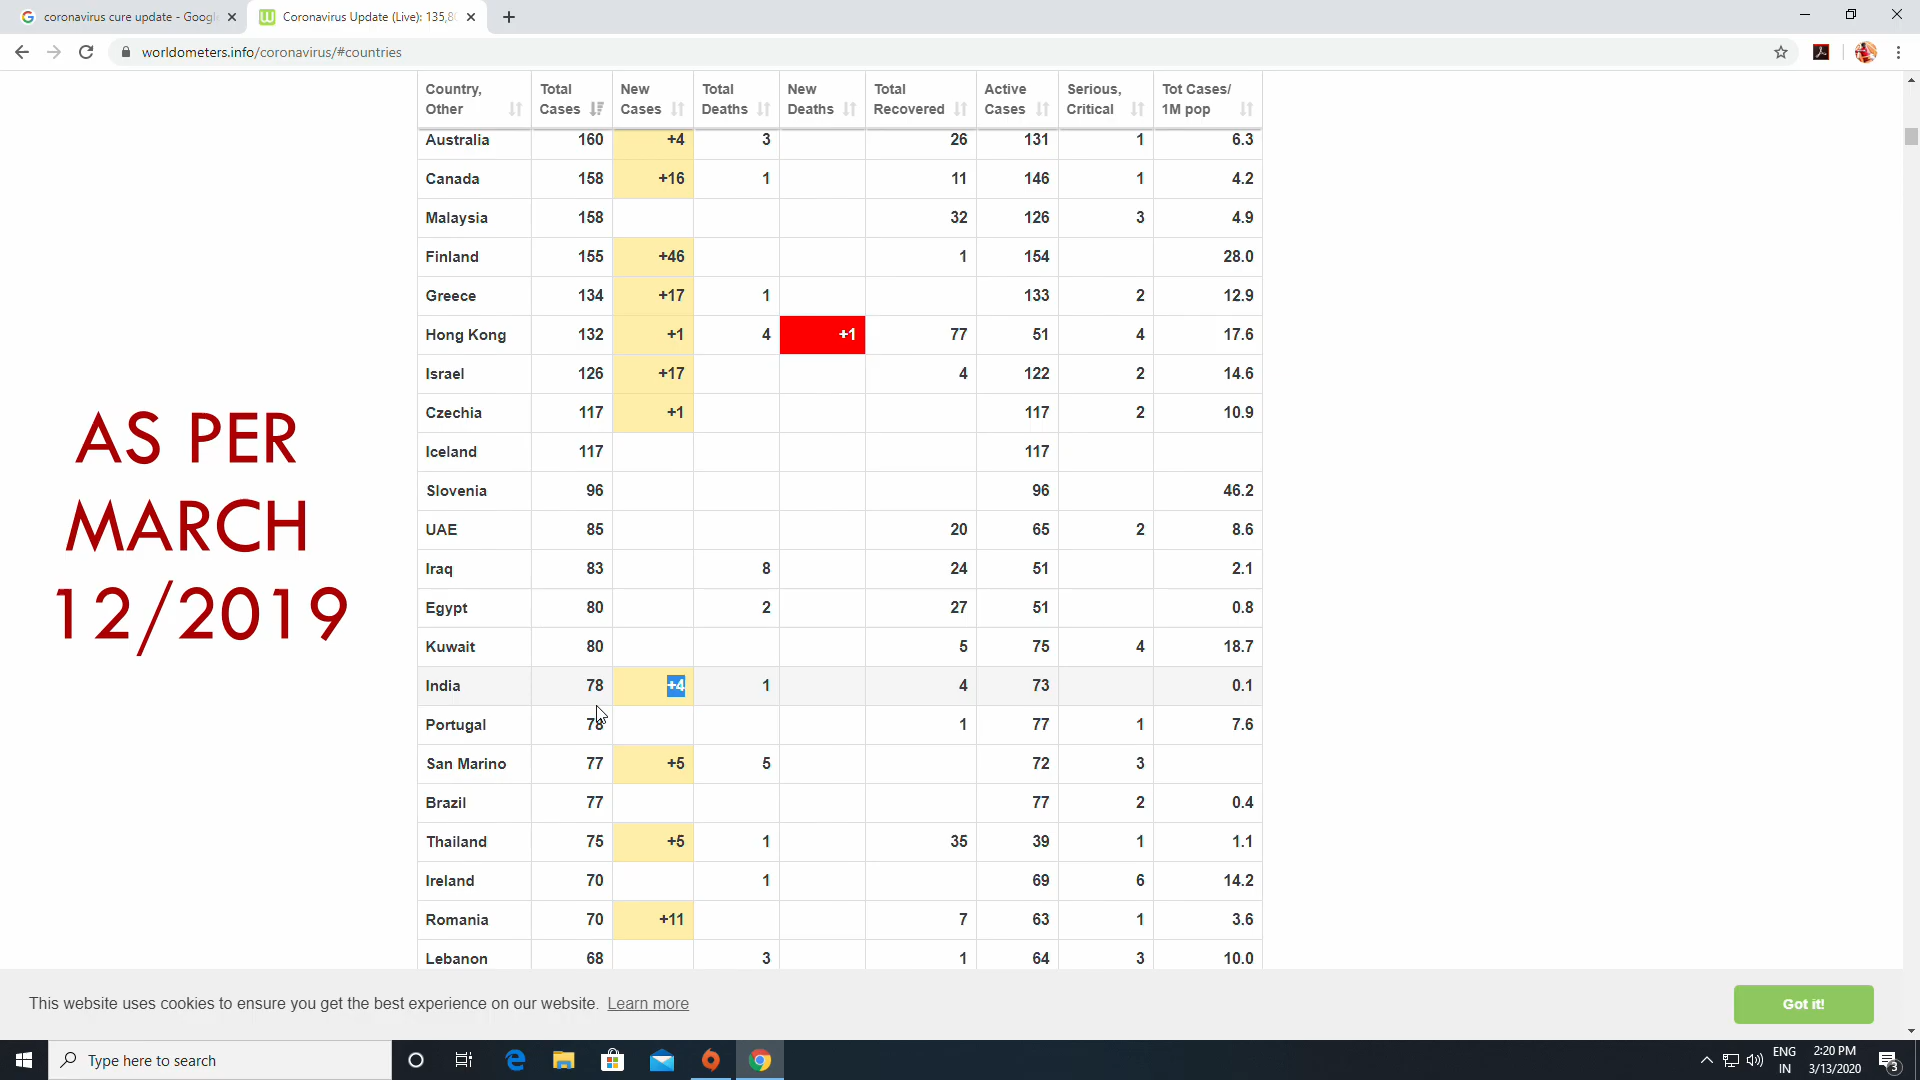 coronavirus cure update - Googl
Coronavirus Update (Live): 135,8
worldometers.info/coronavirus/#countries
Country, Other Total Cases New Cases Total Deaths New Deaths Total Recovered Active Cases Serious, Critical Tot Cases/ 1M pop
Australia 160 +4 3 26 131 1 6.3
Canada 158 +16 1 11 146 1 4.2
Malaysia 158 32 126 3 4.9
Finland 155 +46 1 154 28.0
Greece 134 +17 1 133 2 12.9
Hong Kong 132 +1 4 +1 77 51 4 17.6
Israel 126 +17 4 122 2 14.6
Czechia 117 +1 117 2 10.9
Iceland 117 117
Slovenia 96 96 46.2
UAE 85 20 65 2 8.6
Iraq 83 8 24 51 2.1
Egypt 80 2 27 51 0.8
Kuwait 80 5 75 4 18.7
India 78 +4 1 4 73 0.1
Portugal 78 1 77 1 7.6
San Marino 77 +5 5 72 3
Brazil 77 77 2 0.4
Thailand 75 +5 1 35 39 1 1.1
Ireland 70 1 69 6 14.2
Romania 70 +11 7 63 1 3.6
Lebanon 68 3 1 64 3 10.0
AS PER
MARCH
12/2019
This website uses cookies to ensure you get the best experience on our website. Learn more
Got it!
Type here to search
ENG
IN
2:20 PM
3/13/2020
3